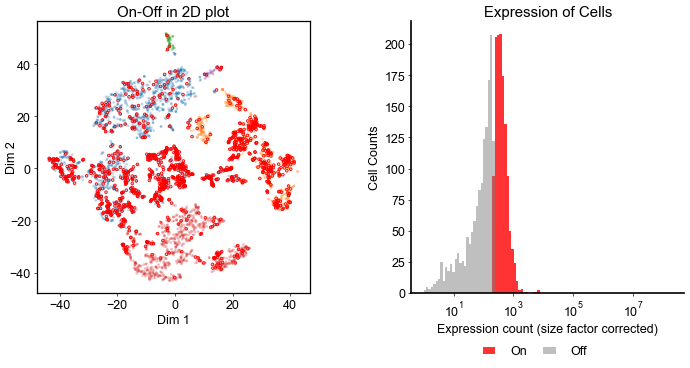 On-Off in 2D plot
Expression of Cells
Dim 2
40
20
0
−20
−40
−40 −20 0 20 40
Dim 1
Cell Counts
200
175
150
125
100
75
50
25
0
10^1 10^3 10^5 10^7
Expression count (size factor corrected)
On Off